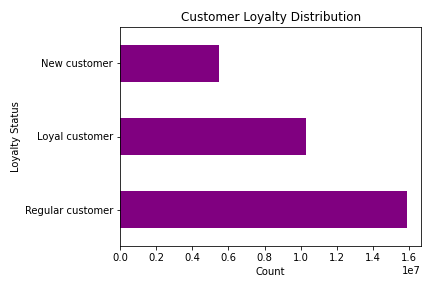 Customer Loyalty Distribution
New customer
Loyal customer
Regular customer
Loyalty Status
0.0 0.2 0.4 0.6 0.8 1.0 1.2 1.4 1.6
1e7
Count